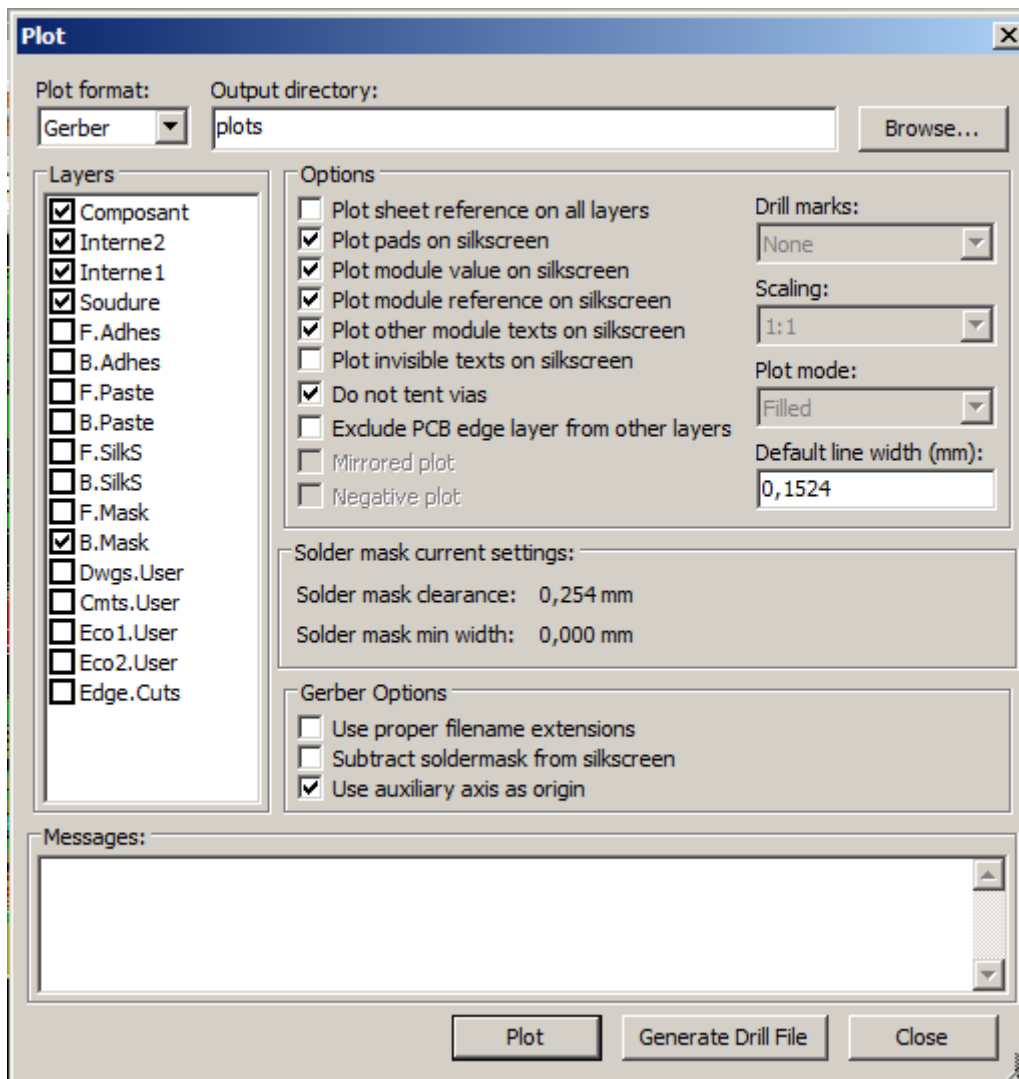 Plot
Plot format:
Output directory:
Gerber
plots
Browse...
Layers
Composant
Interne2
Interne1
Soudure
F.Adhes
B.Adhes
F.Paste
B.Paste
F.SilkS
B.SilkS
F.Mask
B.Mask
Dwgs.User
Cmts.User
Eco1.User
Eco2.User
Edge.Cuts
Options
Plot sheet reference on all layers
Plot pads on silkscreen
Plot module value on silkscreen
Plot module reference on silkscreen
Plot other module texts on silkscreen
Plot invisible texts on silkscreen
Do not tent vias
Exclude PCB edge layer from other layers
Mirrored plot
Negative plot
Drill marks:
None
Scaling:
1:1
Plot mode:
Filled
Default line width (mm):
0,1524
Solder mask current settings:
Solder mask clearance: 0,254 mm
Solder mask min width: 0,000 mm
Gerber Options
Use proper filename extensions
Subtract soldermask from silkscreen
Use auxiliary axis as origin
Messages:
Plot
Generate Drill File
Close